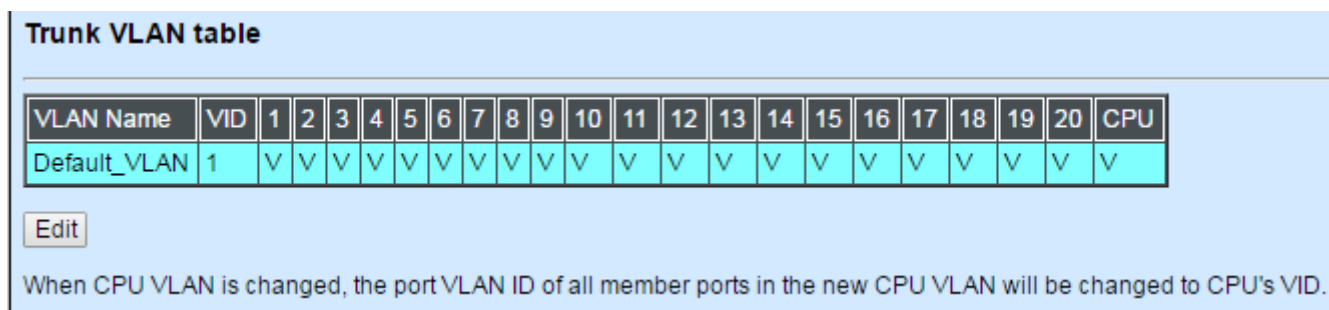 Trunk VLAN table
VLAN Name VID 1 2 3 4 5 6 7 8 9 10 11 12 13 14 15 16 17 18 19 20 CPU
Default_VLAN 1 V V V V V V V V V V V V V V V V V V V V V
Edit
When CPU VLAN is changed, the port VLAN ID of all member ports in the new CPU VLAN will be changed to CPU's VID.